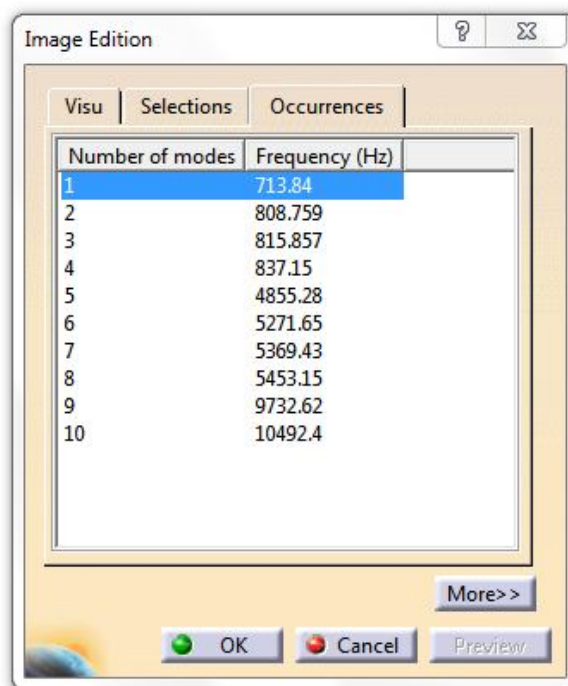 Image Edition
Visu Selections Occurrences
Number of modes Frequency (Hz)
1 713.84
2 808.759
3 815.857
4 837.15
5 4855.28
6 5271.65
7 5369.43
8 5453.15
9 9732.62
10 10492.4
More>>
OK Cancel Preview